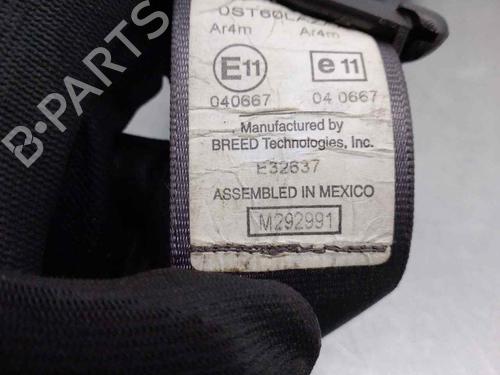 Ar4m Ar4m
E11 e 11
040667 04 0667
Manufactured by
BREED Technologies, Inc.
E32637
ASSEMBLED IN MEXICO
M292991
B-PARTS